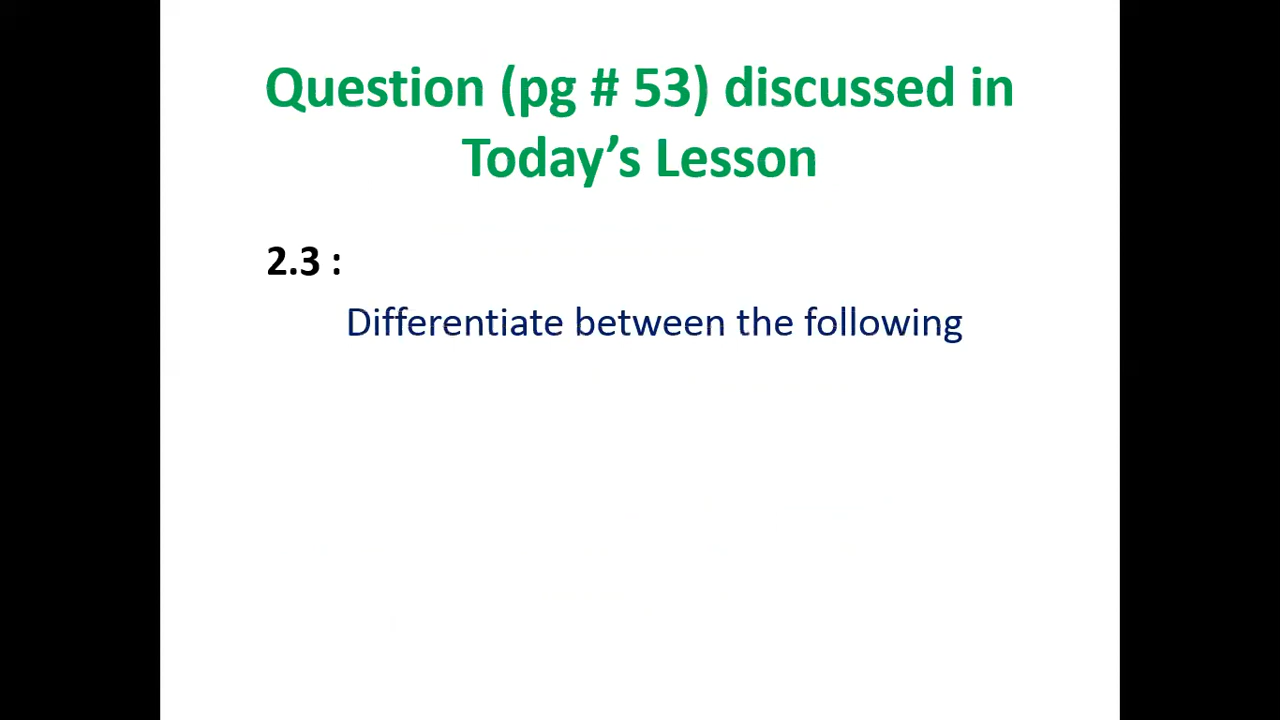 Question (pg # 53) discussed in
Today’s Lesson
2.3 :
Differentiate between the following